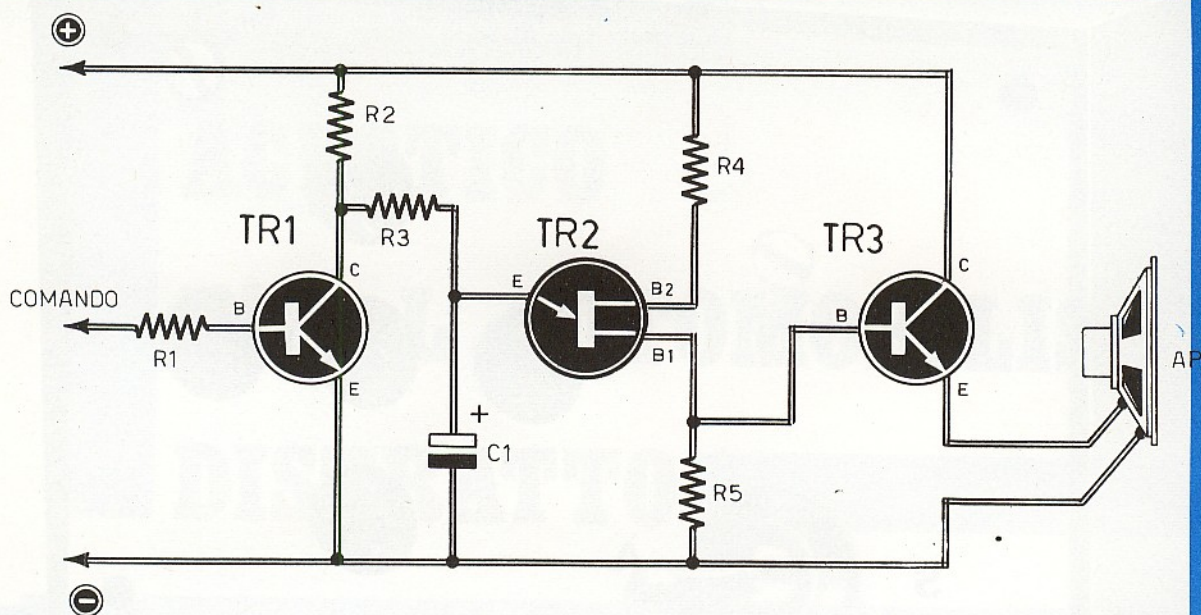 +
R2
R4
R3
TR1
TR2
TR3
C
E
B2
C
COMANDO
B
B
R1
B1
AP
E
E
+
C1
R5
-